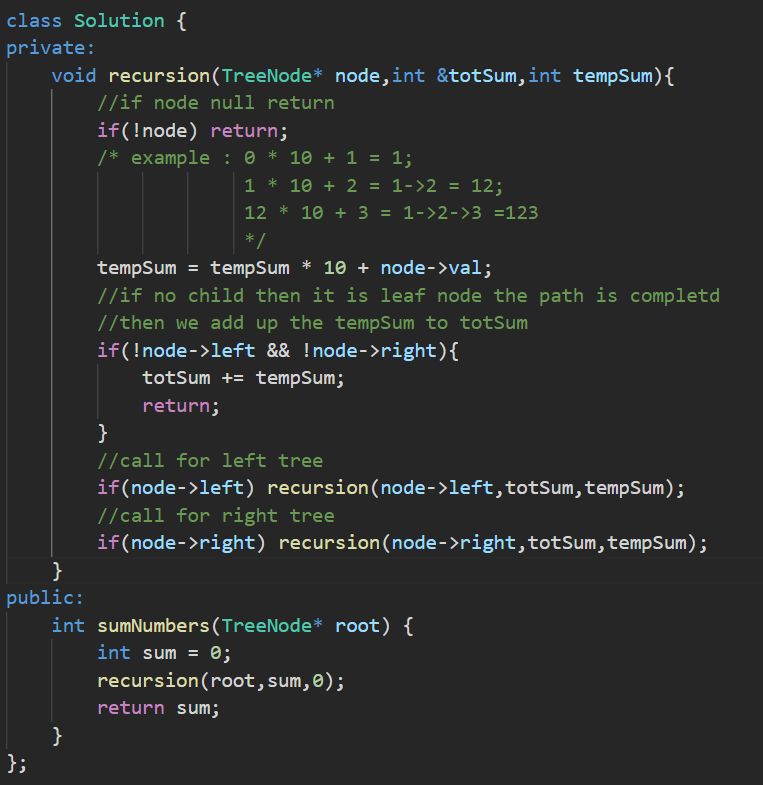 class Solution {
private:
    void recursion(TreeNode* node,int &totSum,int tempSum){
        //if node null return
        if(!node) return;
        /* example : 0 * 10 + 1 = 1;
                     1 * 10 + 2 = 1->2 = 12;
                     12 * 10 + 3 = 1->2->3 =123
                     */
        tempSum = tempSum * 10 + node->val;
        //if no child then it is leaf node the path is completd
        //then we add up the tempSum to totSum
        if(!node->left && !node->right){
            totSum += tempSum;
            return;
        }
        //call for left tree
        if(node->left) recursion(node->left,totSum,tempSum);
        //call for right tree
        if(node->right) recursion(node->right,totSum,tempSum);
    }
public:
    int sumNumbers(TreeNode* root) {
        int sum = 0;
        recursion(root,sum,0);
        return sum;
    }
};